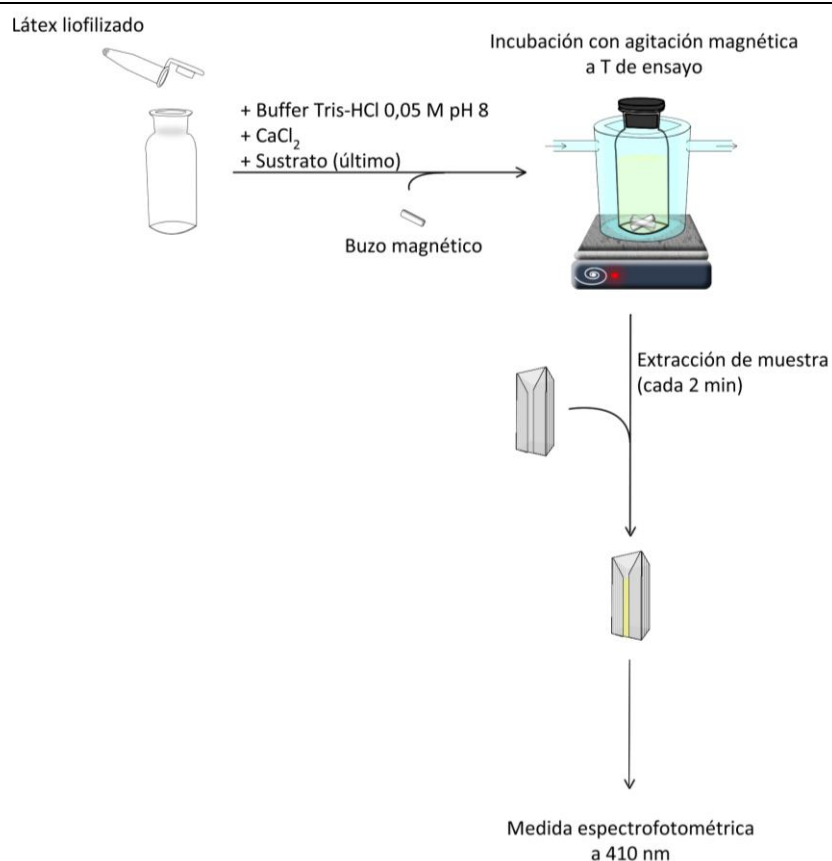 Látex liofilizado
Incubación con agitación magnética
a T de ensayo
+ Buffer Tris-HCl 0,05 M pH 8
+ CaCl2
+ Sustrato (último)
Buzo magnético
Extracción de muestra
(cada 2 min)
Medida espectrofotométrica
a 410 nm